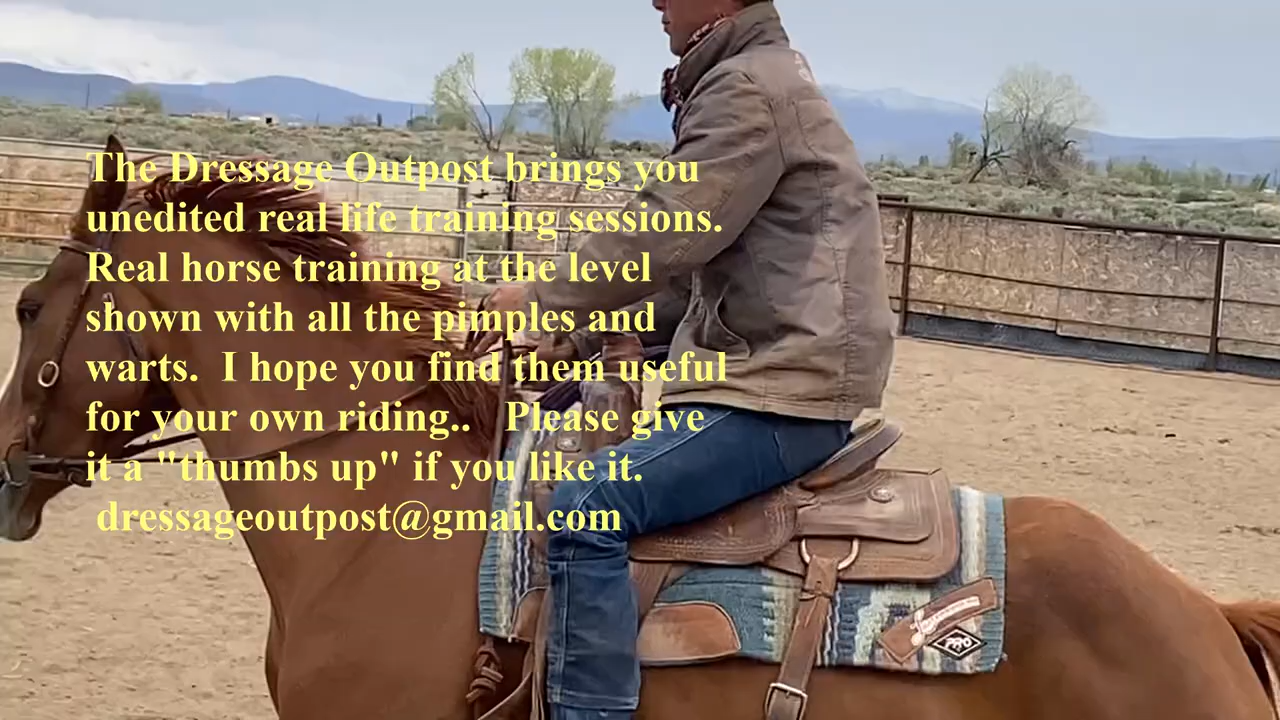 The Dressage Outpost brings you
unedited real life training sessions.
Real horse training at the level
shown with all the pimples and
warts.  I hope you find them useful
for your own riding..   Please give
it a "thumbs up" if you like it.
dressageoutpost@gmail.com
PRO